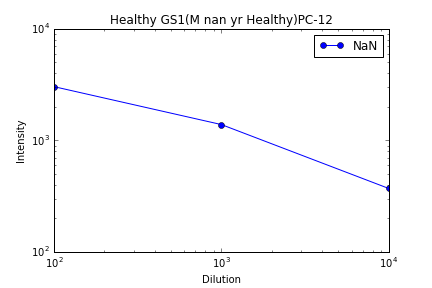 Healthy GS1(M nan yr Healthy)PC-12
NaN
10^4
10^3
10^2
Intensity
10^2
10^3
10^4
Dilution